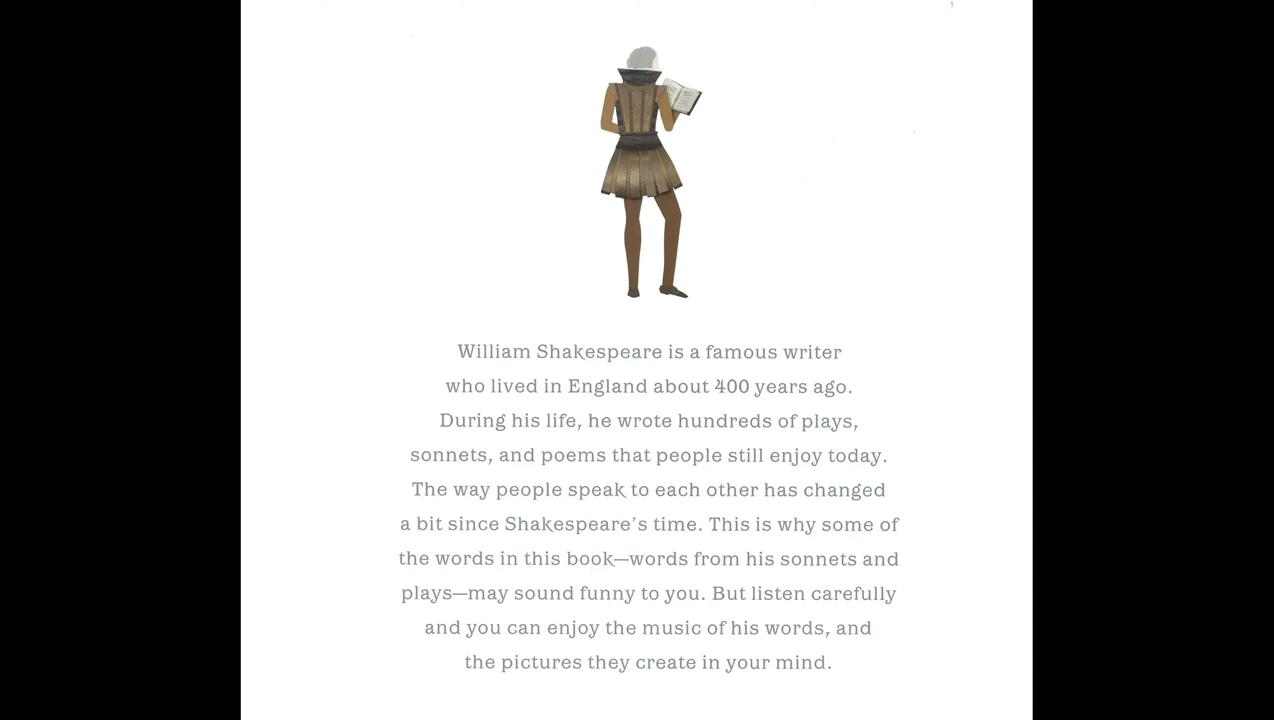 William Shakespeare is a famous writer
who lived in England about 400 years ago.
During his life, he wrote hundreds of plays,
sonnets, and poems that people still enjoy today.
The way people speak to each other has changed
a bit since Shakespeare's time. This is why some of
the words in this book—words from his sonnets and
plays—may sound funny to you. But listen carefully
and you can enjoy the music of his words, and
the pictures they create in your mind.